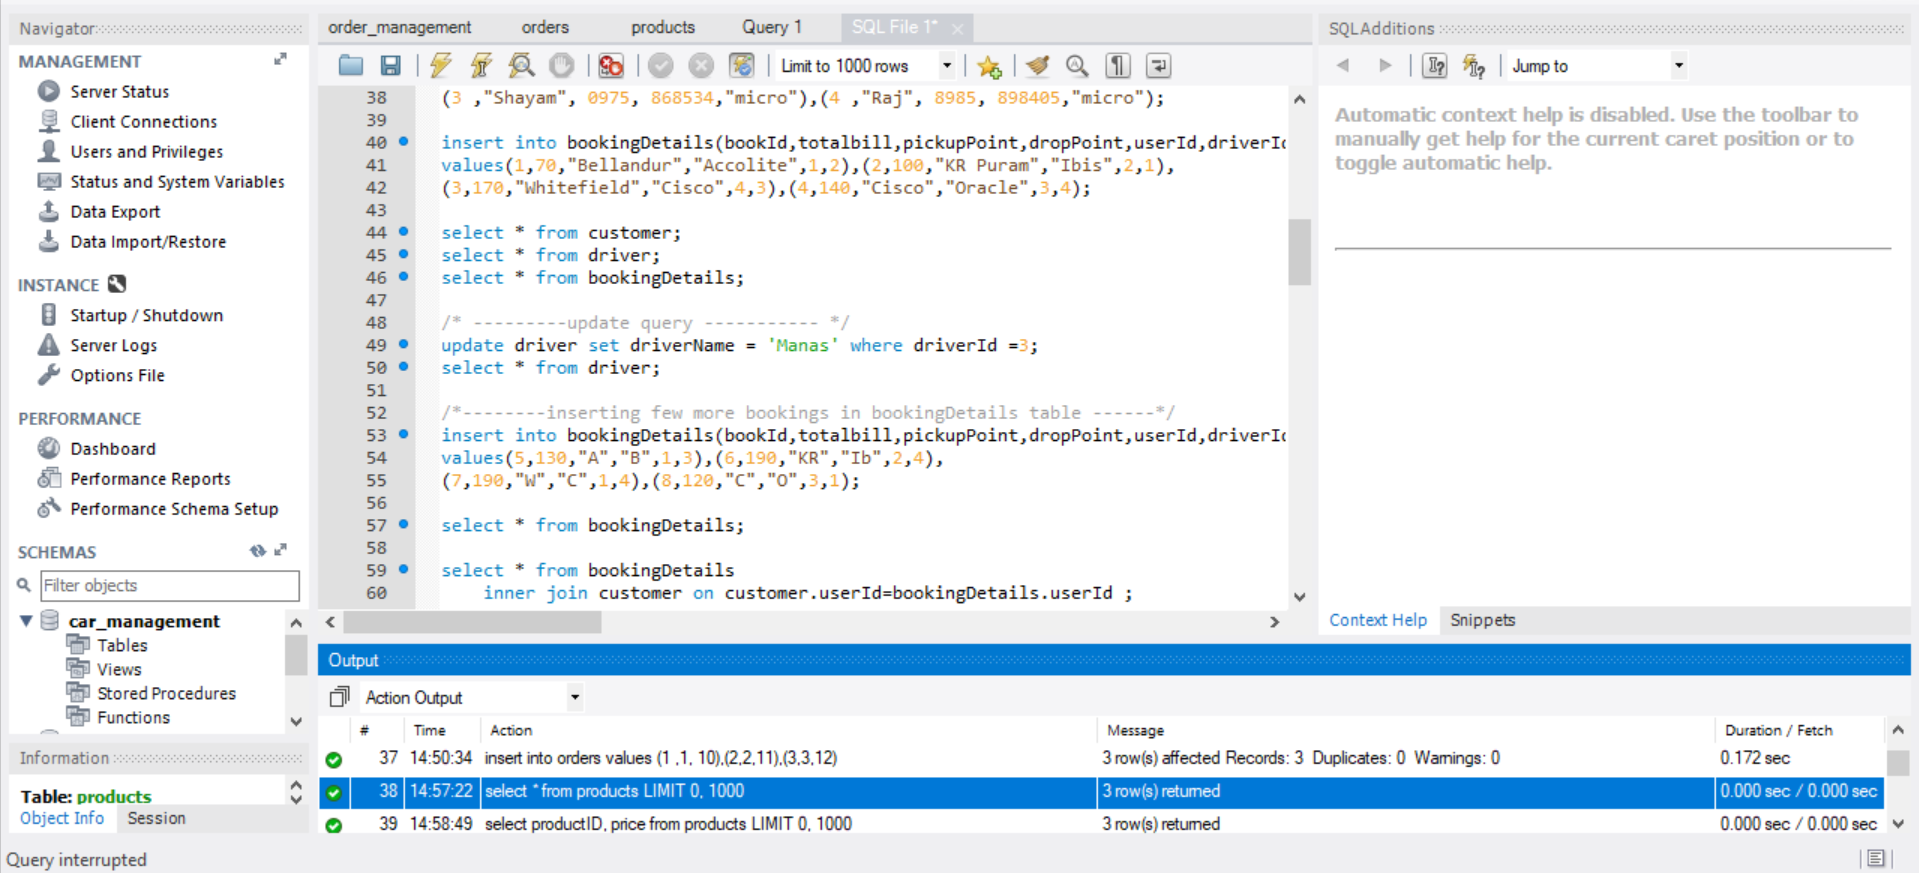 Navigator
MANAGEMENT
Server Status
Client Connections
Users and Privileges
Status and System Variables
Data Export
Data Import/Restore
INSTANCE
Startup / Shutdown
Server Logs
Options File
PERFORMANCE
Dashboard
Performance Reports
Performance Schema Setup
SCHEMAS
Filter objects
car_management
Tables
Views
Stored Procedures
Functions
Information
Table: products
Object Info Session
Query interrupted
order_management orders products Query 1 SQL File 1*
Limit to 1000 rows
38 (3 ,"Shayam", 0975, 868534,"micro"),(4 ,"Raj", 8985, 898405,"micro");
39
40 insert into bookingDetails(bookId,totalbill,pickupPoint,dropPoint,userId,driverId
41 values(1,70,"Bellandur","Accolite",1,2),(2,100,"KR Puram","Ibis",2,1),
42 (3,170,"Whitefield","Cisco",4,3),(4,140,"Cisco","Oracle",3,4);
43
44 select * from customer;
45 select * from driver;
46 select * from bookingDetails;
47
48 /* ---------update query ----------- */
49 update driver set driverName = 'Manas' where driverId =3;
50 select * from driver;
51
52 /*--------inserting few more bookings in bookingDetails table ------*/
53 insert into bookingDetails(bookId,totalbill,pickupPoint,dropPoint,userId,driverId
54 values(5,130,"A","B",1,3),(6,190,"KR","Ib",2,4),
55 (7,190,"W","C",1,4),(8,120,"C","O",3,1);
56
57 select * from bookingDetails;
58
59 select * from bookingDetails
60 inner join customer on customer.userId=bookingDetails.userId ;
SQLAdditions
Jump to
Automatic context help is disabled. Use the toolbar to
manually get help for the current caret position or to
toggle automatic help.
Context Help Snippets
Output
Action Output
# Time Action Message Duration / Fetch
37 14:50:34 insert into orders values (1 ,1, 10),(2,2,11),(3,3,12) 3 row(s) affected Records: 3 Duplicates: 0 Warnings: 0 0.172 sec
38 14:57:22 select * from products LIMIT 0, 1000 3 row(s) returned 0.000 sec / 0.000 sec
39 14:58:49 select productID, price from products LIMIT 0, 1000 3 row(s) returned 0.000 sec / 0.000 sec